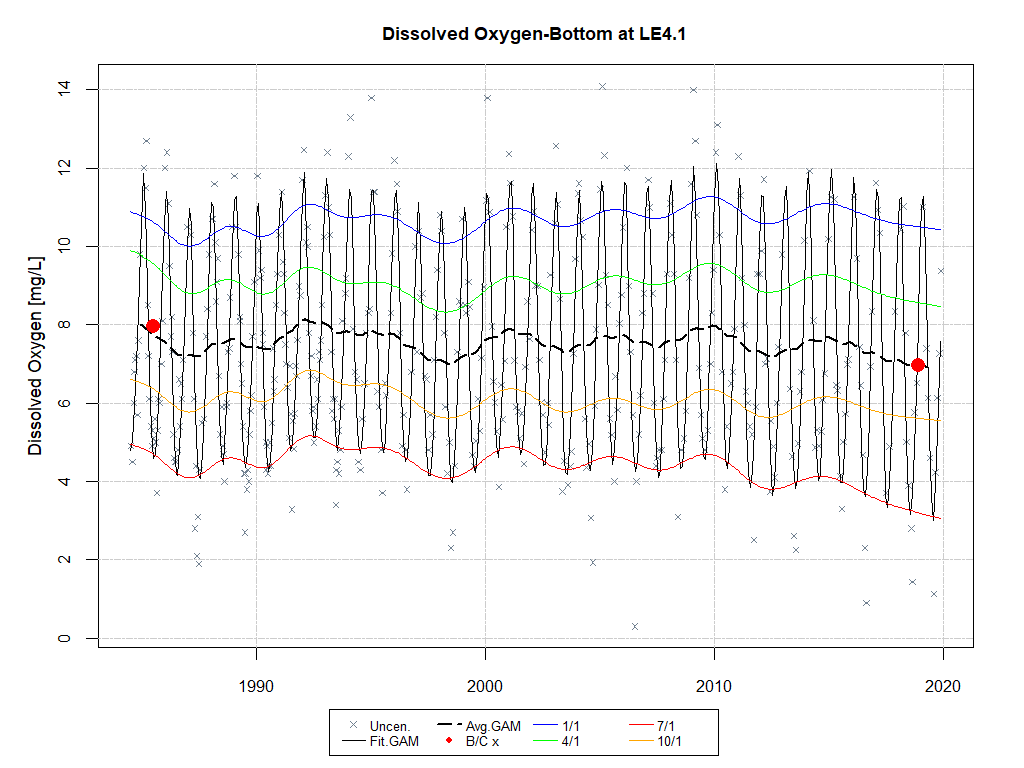 Dissolved Oxygen-Bottom at LE4.1
Dissolved Oxygen [mg/L]
14
12
10
8
6
4
2
0
1990 2000 2010 2020
Uncen. Avg.GAM 1/1 7/1
Fit.GAM B/C x 4/1 10/1